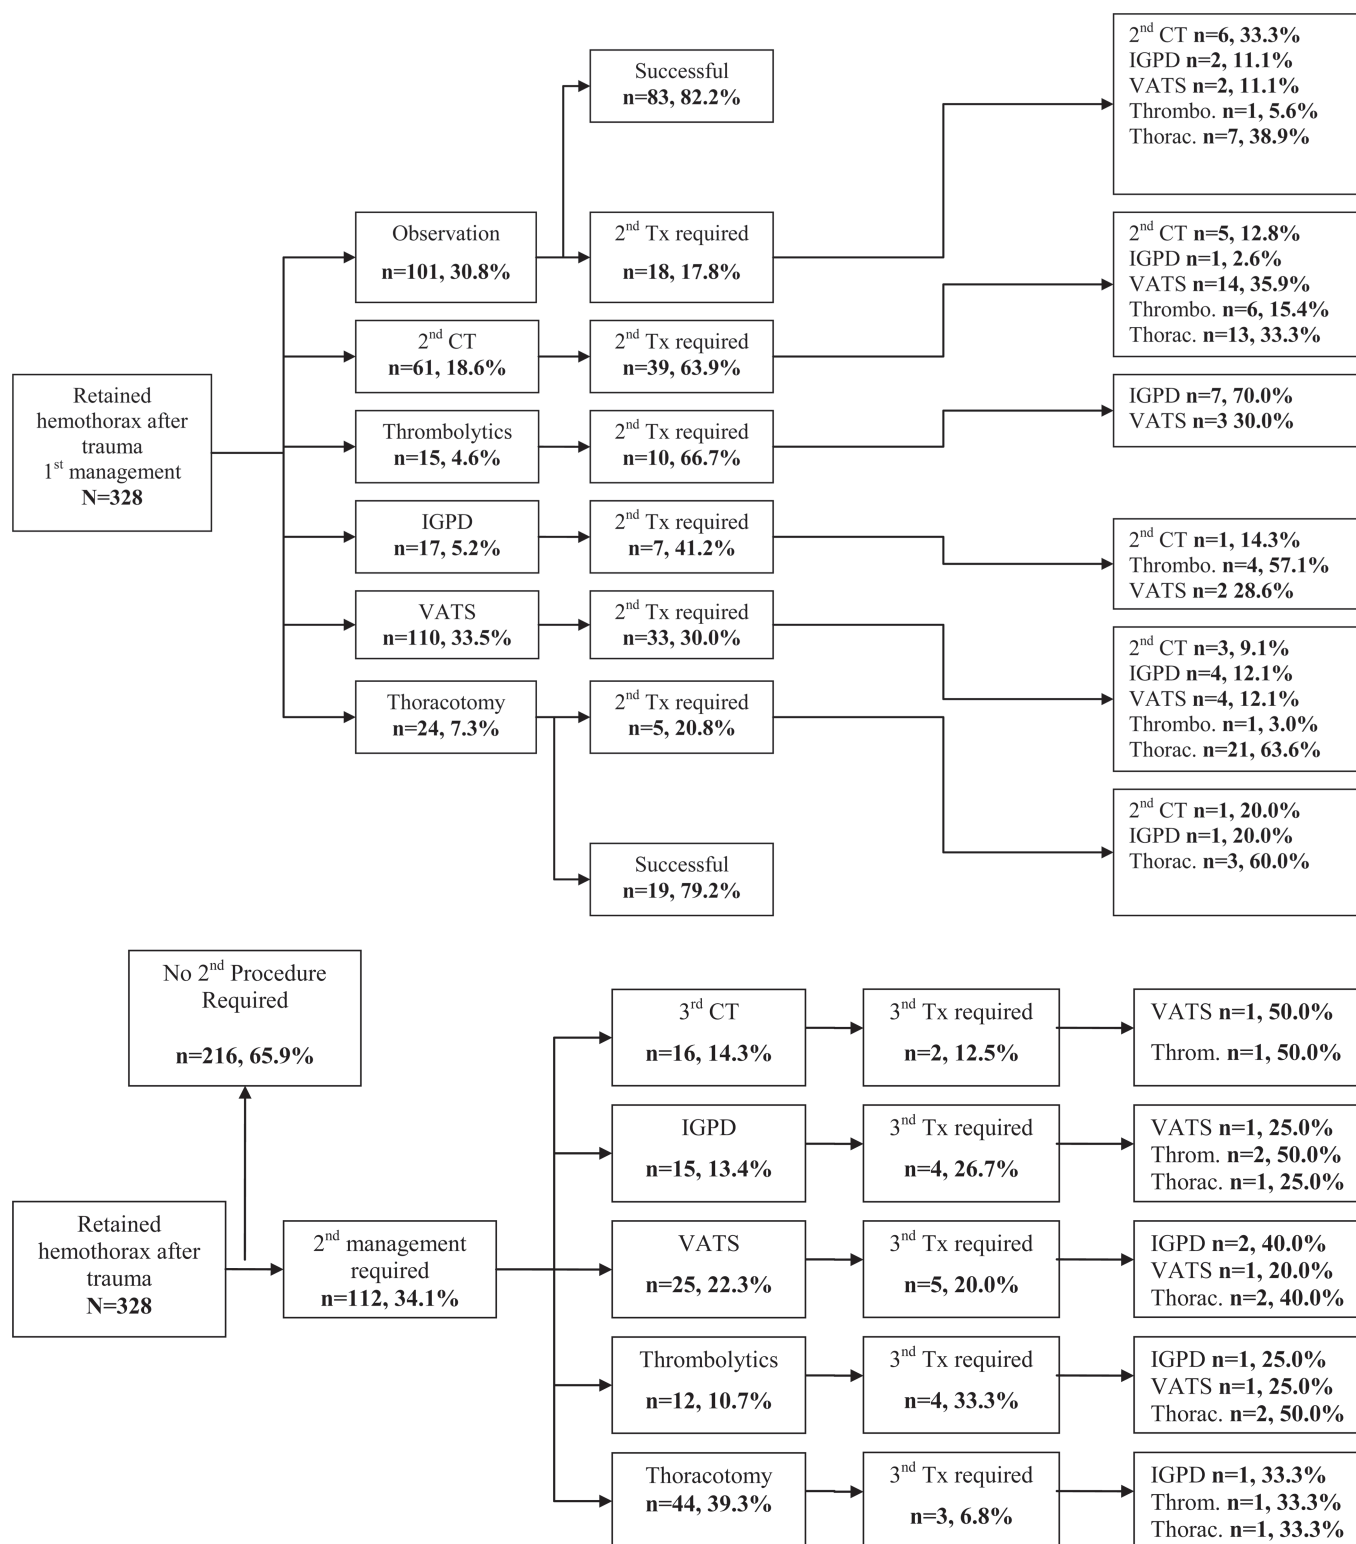 Retained
hemothorax after
trauma
1st management
N=328
Observation
n=101, 30.8%
2nd CT
n=61, 18.6%
Thrombolytics
n=15, 4.6%
IGPD
n=17, 5.2%
VATS
n=110, 33.5%
Thoracotomy
n=24, 7.3%
Successful
n=83, 82.2%
2nd Tx required
n=18, 17.8%
2nd Tx required
n=39, 63.9%
2nd Tx required
n=10, 66.7%
2nd Tx required
n=7, 41.2%
2nd Tx required
n=33, 30.0%
2nd Tx required
n=5, 20.8%
Successful
n=19, 79.2%
2nd CT n=6, 33.3%
IGPD n=2, 11.1%
VATS n=2, 11.1%
Thrombo. n=1, 5.6%
Thorac. n=7, 38.9%
2nd CT n=5, 12.8%
IGPD n=1, 2.6%
VATS n=14, 35.9%
Thrombo. n=6, 15.4%
Thorac. n=13, 33.3%
IGPD n=7, 70.0%
VATS n=3 30.0%
2nd CT n=1, 14.3%
Thrombo. n=4, 57.1%
VATS n=2 28.6%
2nd CT n=3, 9.1%
IGPD n=4, 12.1%
VATS n=4, 12.1%
Thrombo. n=1, 3.0%
Thorac. n=21, 63.6%
2nd CT n=1, 20.0%
IGPD n=1, 20.0%
Thorac. n=3, 60.0%
No 2nd Procedure
Required
n=216, 65.9%
Retained
hemothorax after
trauma
N=328
2nd management
required
n=112, 34.1%
3rd CT
n=16, 14.3%
IGPD
n=15, 13.4%
VATS
n=25, 22.3%
Thrombolytics
n=12, 10.7%
Thoracotomy
n=44, 39.3%
3nd Tx required
n=2, 12.5%
3nd Tx required
n=4, 26.7%
3nd Tx required
n=5, 20.0%
3nd Tx required
n=4, 33.3%
3nd Tx required
n=3, 6.8%
VATS n=1, 50.0%
Throm. n=1, 50.0%
VATS n=1, 25.0%
Throm. n=2, 50.0%
Thorac. n=1, 25.0%
IGPD n=2, 40.0%
VATS n=1, 20.0%
Thorac. n=2, 40.0%
IGPD n=1, 25.0%
VATS n=1, 25.0%
Thorac. n=2, 50.0%
IGPD n=1, 33.3%
Throm. n=1, 33.3%
Thorac. n=1, 33.3%